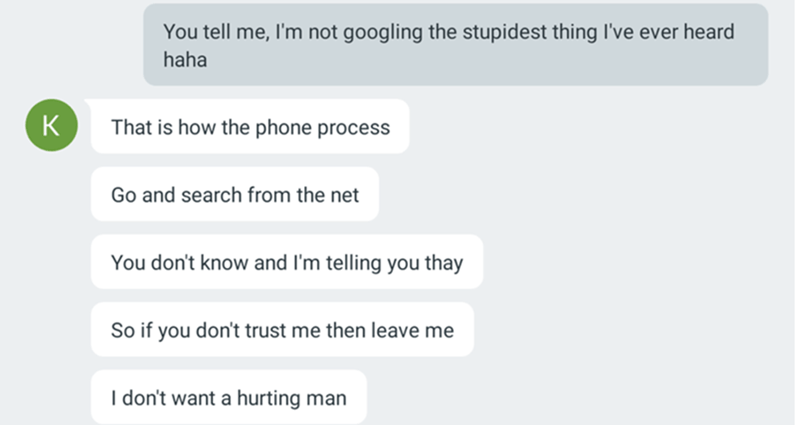 You tell me, I'm not googling the stupidest thing I've ever heard
haha
K
That is how the phone process
Go and search from the net
You don't know and I'm telling you thay
So if you don't trust me then leave me
I don't want a hurting man